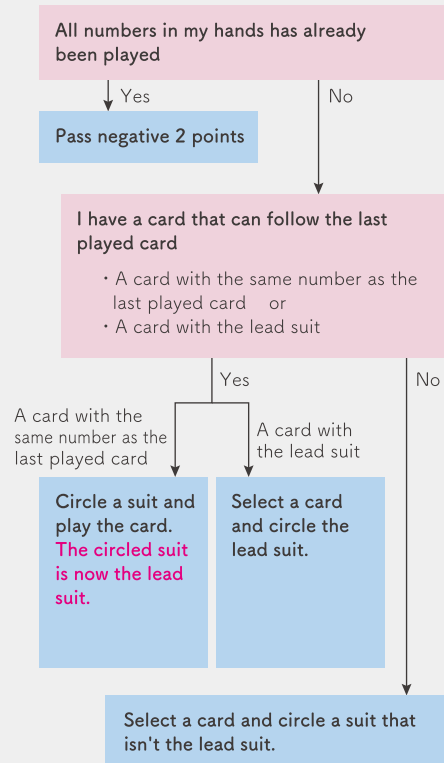 All numbers in my hands has already
been played
Yes
No
Pass negative 2 points
I have a card that can follow the last
played card
・A card with the same number as the
last played card or
・A card with the lead suit
Yes
No
A card with the
same number as the
last played card
A card with
the lead suit
Circle a suit and
play the card.
The circled suit
is now the lead
suit.
Select a card
and circle the
lead suit.
Select a card and circle a suit that
isn't the lead suit.